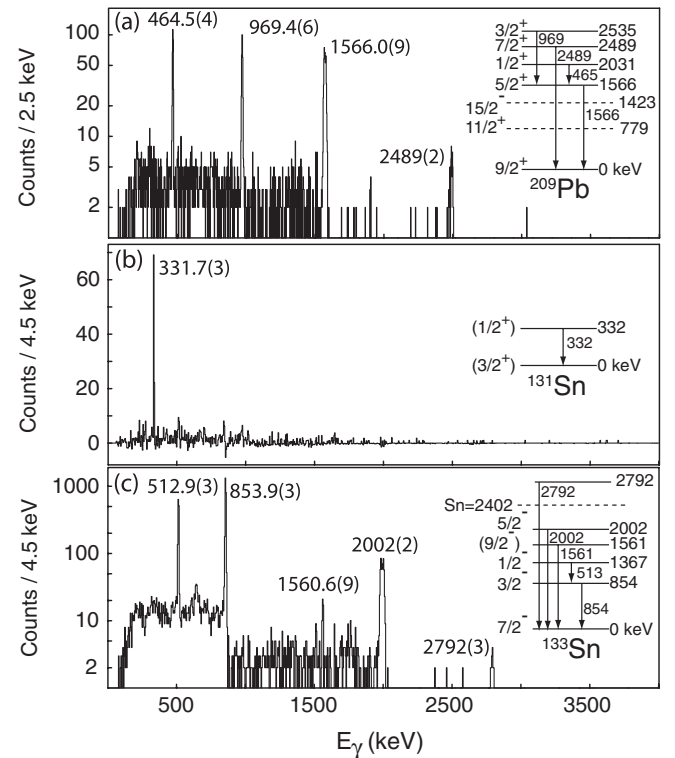 (a)
464.5(4)
969.4(6)
1566.0(9)
2489(2)
Counts / 2.5 keV
100
50
20
10
5
2
3/2+ 2535
7/2+ 969 2489
1/2+ 2489 2031
5/2+ 465 1566
15/2- 1423
1566
11/2+ 779
9/2+ 0 keV
209Pb
(b)
331.7(3)
Counts / 4.5 keV
60
40
20
0
(1/2+) 332
332
(3/2+) 0 keV
131Sn
(c)
512.9(3)
853.9(3)
1560.6(9)
2002(2)
2792(3)
Counts / 4.5 keV
1000
100
10
2
2792
2792
Sn=2402
5/2- 2002
(9/2-) 2002 1561
1/2- 1561 1367
3/2- 513 854
854
7/2- 0 keV
133Sn
500 1500 2500 3500
Eγ (keV)